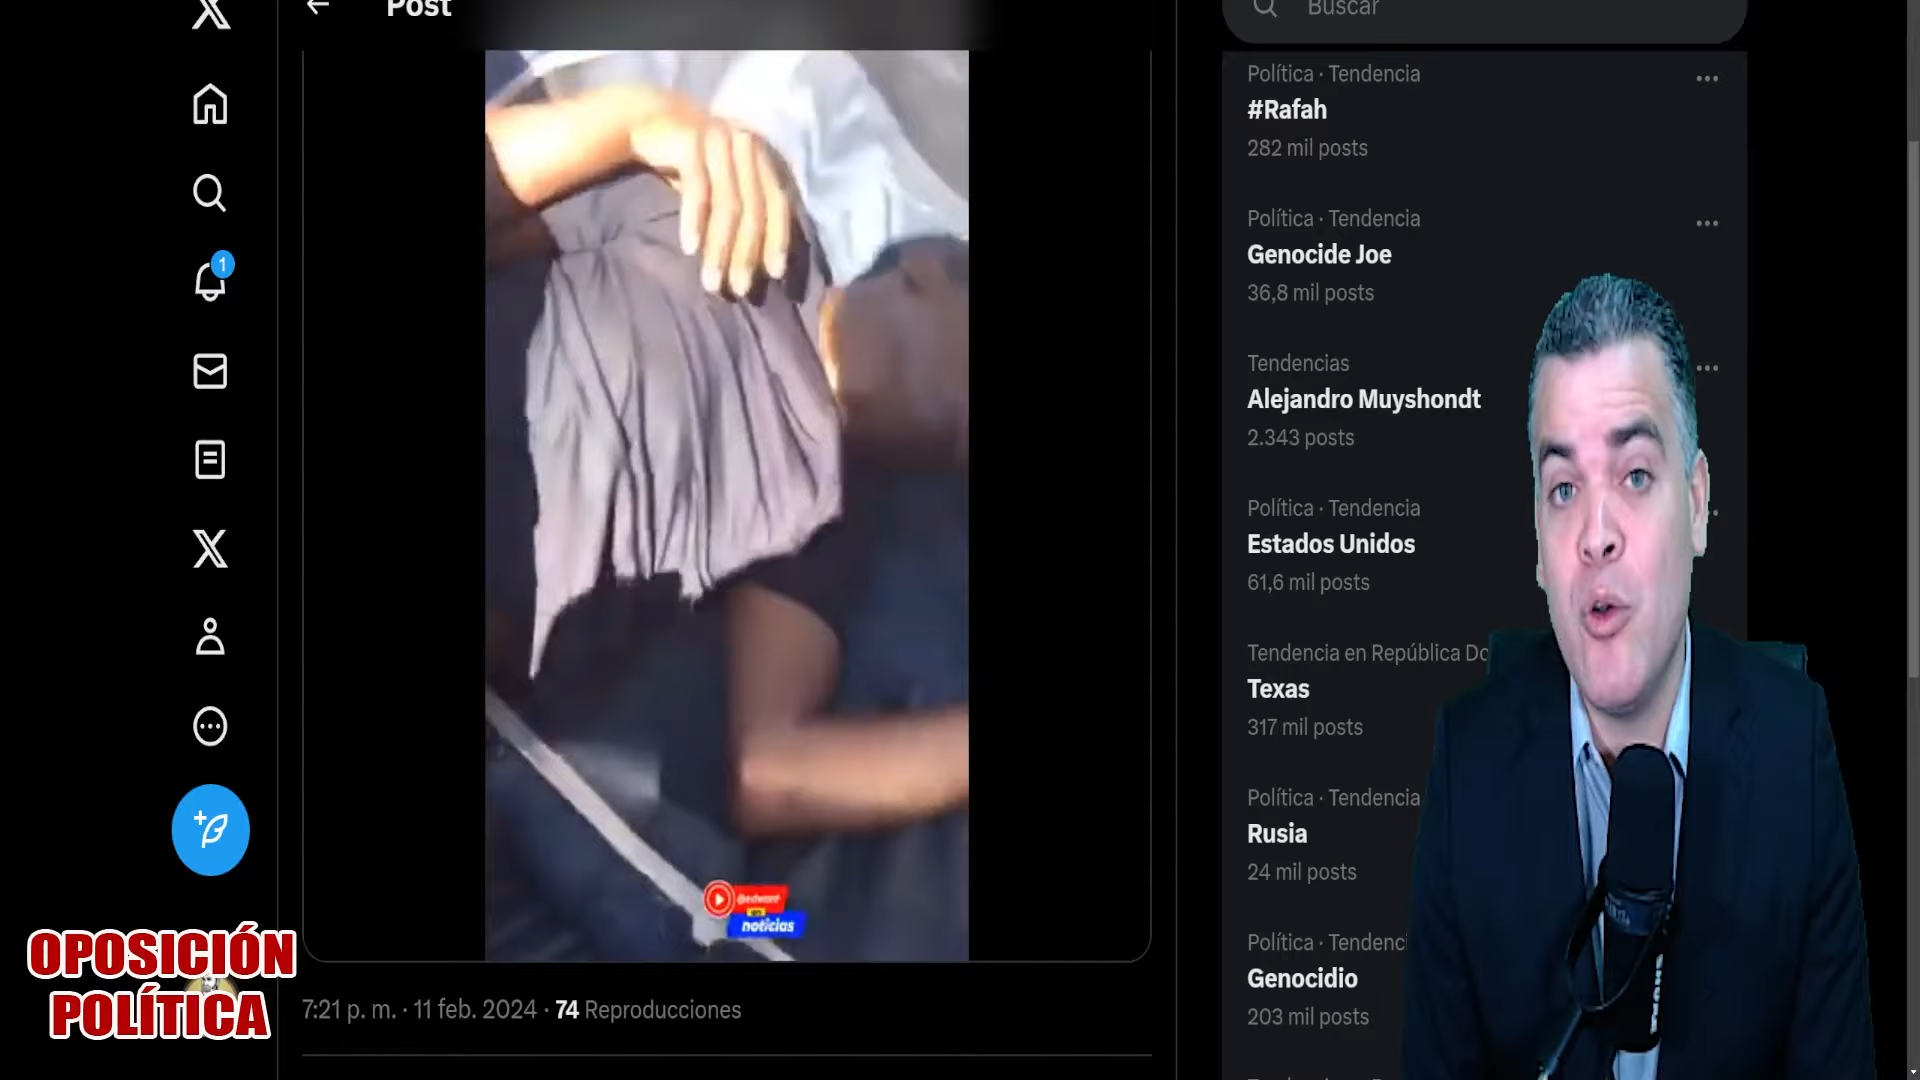 Post
Buscar
Política · Tendencia
#Rafah
282 mil posts
Política · Tendencia
Genocide Joe
36,8 mil posts
Tendencias
Alejandro Muyshondt
2.343 posts
Política · Tendencia
Estados Unidos
61,6 mil posts
Tendencia en República Do
Texas
317 mil posts
Política · Tendencia
Rusia
24 mil posts
Política · Tendenci
Genocidio
203 mil posts
1
@edward
noticias
7:21 p. m. · 11 feb. 2024 · 74 Reproducciones
OPOSICIÓN
POLÍTICA